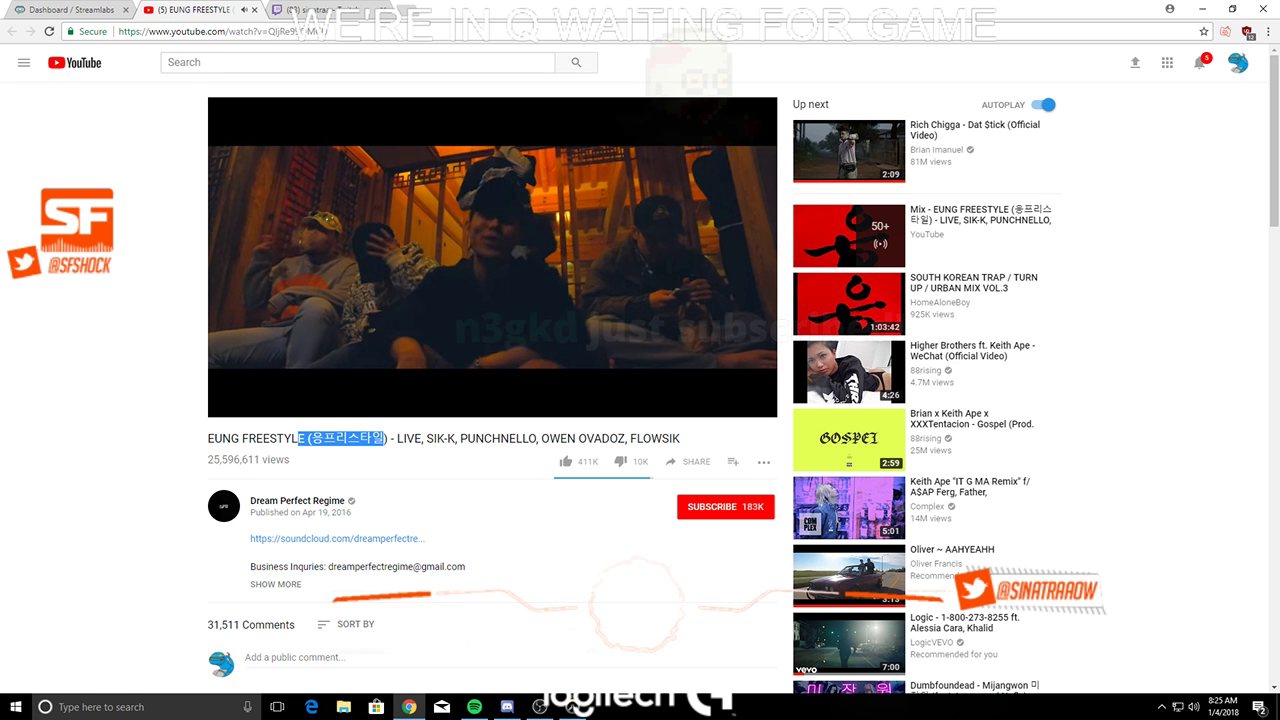 Dashboard / Streamlabs
(5) EUNG FREESTYLE (
WE'RE IN Q WAITING FOR GAME
Secure
https://www.youtube.com/watch?v=
YouTube
Search
5
SF
@SFSHOCK
just subscribed
EUNG FREESTYLE (응프리스타일) - LIVE, SIK-K, PUNCHNELLO, OWEN OVADOZ, FLOWSIK
25,596,611 views
411K
10K
SHARE
Dream Perfect Regime
Published on Apr 19, 2016
SUBSCRIBE 183K
https://soundcloud.com/dreamperfectre...
Business Inquries: dreamperfectregime@gmail.com
SHOW MORE
31,511 Comments
SORT BY
Add a public comment...
Up next
AUTOPLAY
Rich Chigga - Dat $tick (Official
Video)
Brian Imanuel
81M views
2:09
Mix - EUNG FREESTYLE (응프리스
타일) - LIVE, SIK-K, PUNCHNELLO,
YouTube
50+
SOUTH KOREAN TRAP / TURN
UP / URBAN MIX VOL.3
HomeAloneBoy
925K views
1:03:42
Higher Brothers ft. Keith Ape -
WeChat (Official Video)
88rising
4.7M views
4:26
Brian x Keith Ape x
XXXTentacion - Gospel (Prod.
88rising
25M views
GOSPEL
2:59
Keith Ape "IT G MA Remix" f/
A$AP Ferg, Father,
Complex
14M views
COM
PLEX
5:01
Oliver ~ AAHYEAHH
Oliver Francis
Recommend
3:13
@SINATRAAOW
Logic - 1-800-273-8255 ft.
Alessia Cara, Khalid
LogicVEVO
Recommended for you
vevo
7:00
Dumbfoundead - Mijangwon 미
logitech
Type here to search
8:25 AM
1/4/2018